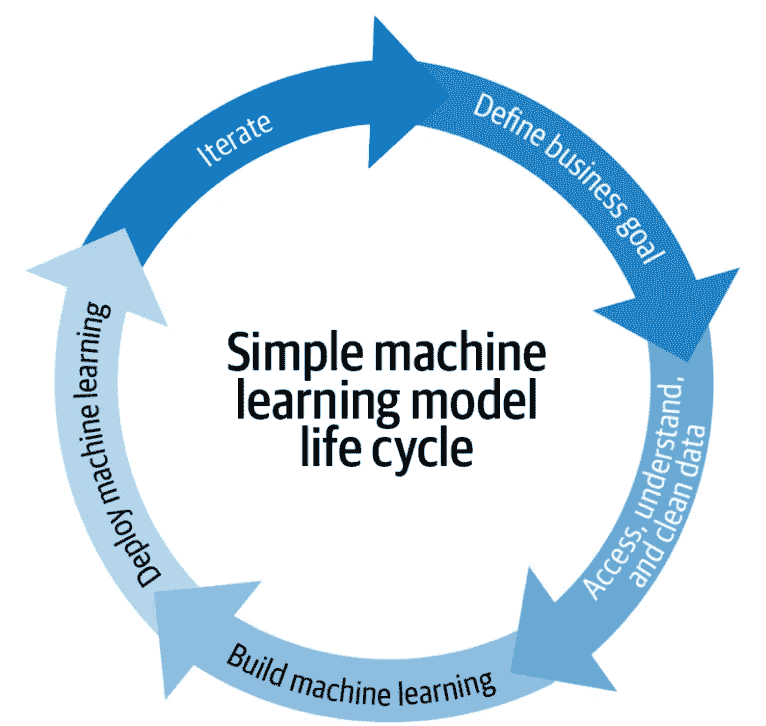 Simple machine
learning model
life cycle
Define business goal
Access, understand,
and clean data
Build machine learning
Deploy machine learning
Iterate